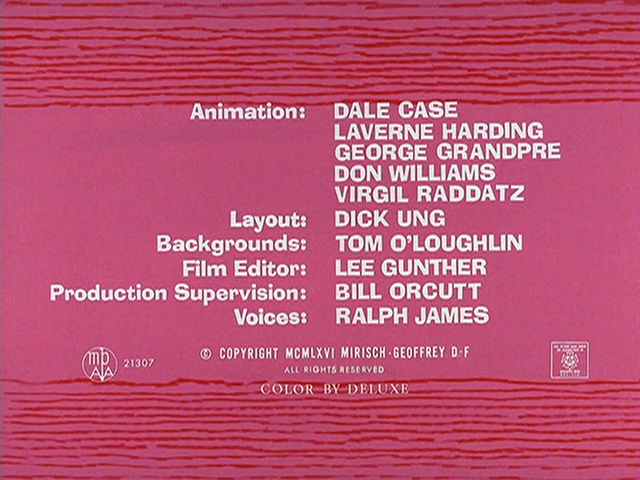 Animation: DALE CASE
LAVERNE HARDING
GEORGE GRANDPRE
DON WILLIAMS
VIRGIL RADDATZ
Layout: DICK UNG
Backgrounds: TOM O'LOUGHLIN
Film Editor: LEE GUNTHER
Production Supervision: BILL ORCUTT
Voices: RALPH JAMES
© COPYRIGHT MCMLXVI MIRISCH-GEOFFREY D-F
ALL RIGHTS RESERVED
MPAA 21307
COLOR BY DELUXE